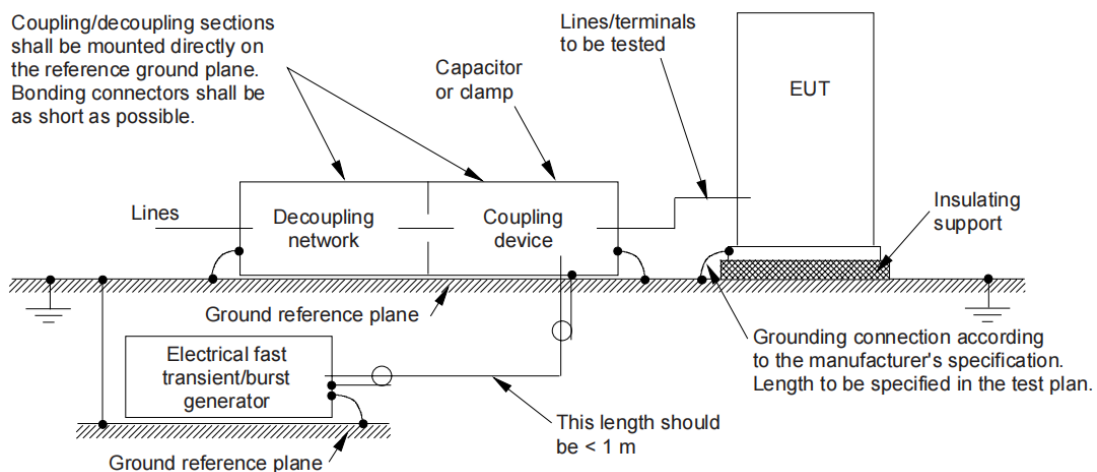 Coupling/decoupling sections
shall be mounted directly on
the reference ground plane.
Bonding connectors shall be
as short as possible.
Capacitor
or clamp
Lines/terminals
to be tested
EUT
Lines
Decoupling
network
Coupling
device
Insulating
support
Ground reference plane
Electrical fast
transient/burst
generator
Grounding connection according
to the manufacturer's specification.
Length to be specified in the test plan.
This length should
be < 1 m
Ground reference plane